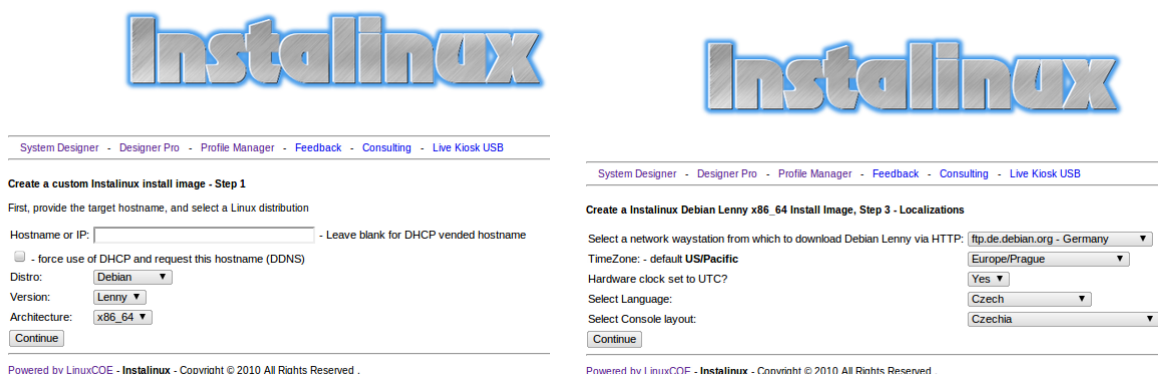 Instalinux
System Designer - Designer Pro - Profile Manager - Feedback - Consulting - Live Kiosk USB
Create a custom Instalinux install image - Step 1
First, provide the target hostname, and select a Linux distribution
Hostname or IP: - Leave blank for DHCP vended hostname
- force use of DHCP and request this hostname (DDNS)
Distro: Debian
Version: Lenny
Architecture: x86_64
Continue
Powered by LinuxCOE - Instalinux - Copyright © 2010 All Rights Reserved .
Instalinux
System Designer - Designer Pro - Profile Manager - Feedback - Consulting - Live Kiosk USB
Create a Instalinux Debian Lenny x86_64 Install Image, Step 3 - Localizations
Select a network waystation from which to download Debian Lenny via HTTP: ftp.de.debian.org - Germany
TimeZone: - default US/Pacific Europe/Prague
Hardware clock set to UTC? Yes
Select Language: Czech
Select Console layout: Czechia
Continue
Powered by LinuxCOE - Instalinux - Copyright © 2010 All Rights Reserved .